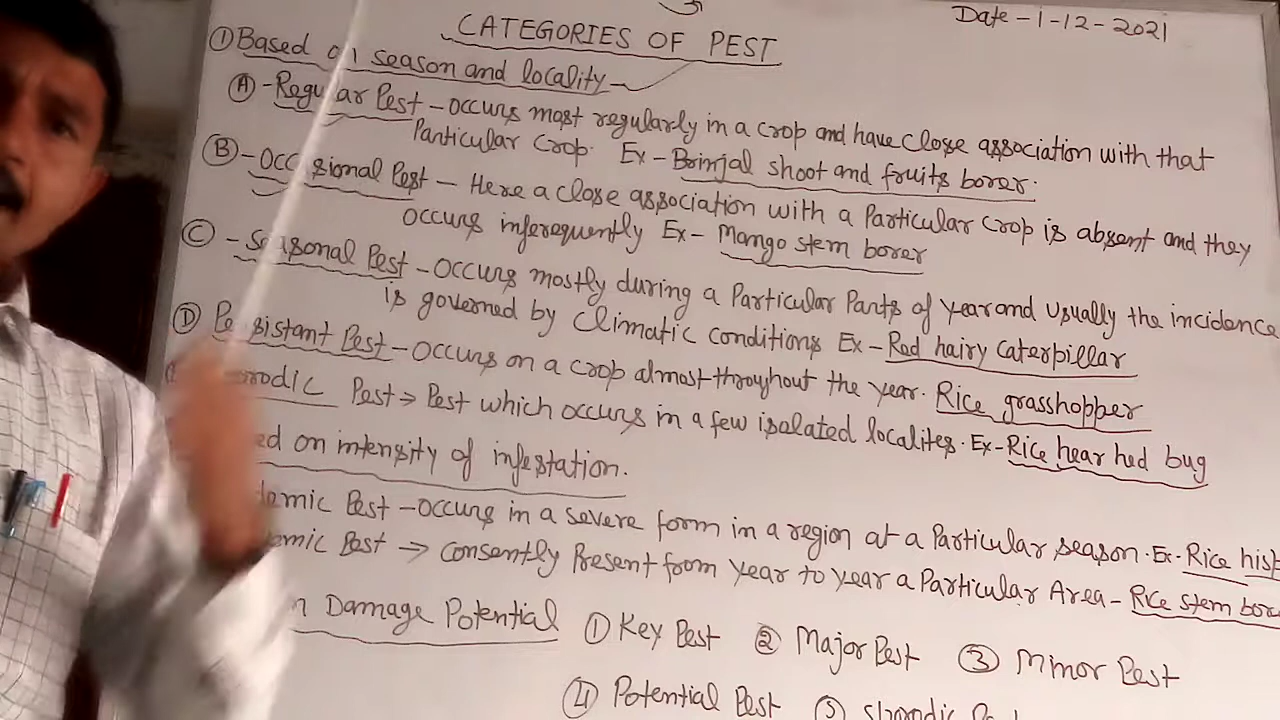 CATEGORIES OF PEST
Date - 1-12-2021
① Based on season and locality
Ⓐ - Regular Pest - occurs most regularly in a crop and have close association with that
Particular Crop. Ex - Brinjal shoot and fruits borer.
Ⓑ - Occasional Pest - Here a close association with a Particular crop is absent and they
occurs inferequently Ex - Mango stem borer
Ⓒ - Seasonal Pest - Occurs mostly during a Particular Parts of year and usually the incidence
is governed by climatic conditions Ex - Red hairy caterpillar
Ⓓ Persistant Pest - occurs on a crop almost throughout the year. Rice grasshopper
Pest → Pest which occurs in a few isolated localites. Ex - Rice hear hed bug
on intensity of infestation.
Pest - occurs in a severe form in a region at a Particular season. Ex. Rice
Pest → consently Present from year to year a Particular Area - Rice stem
Damage Potential ① Key Pest ② Major Pest ③ Minor Pest
④ Potential Pest ⑤